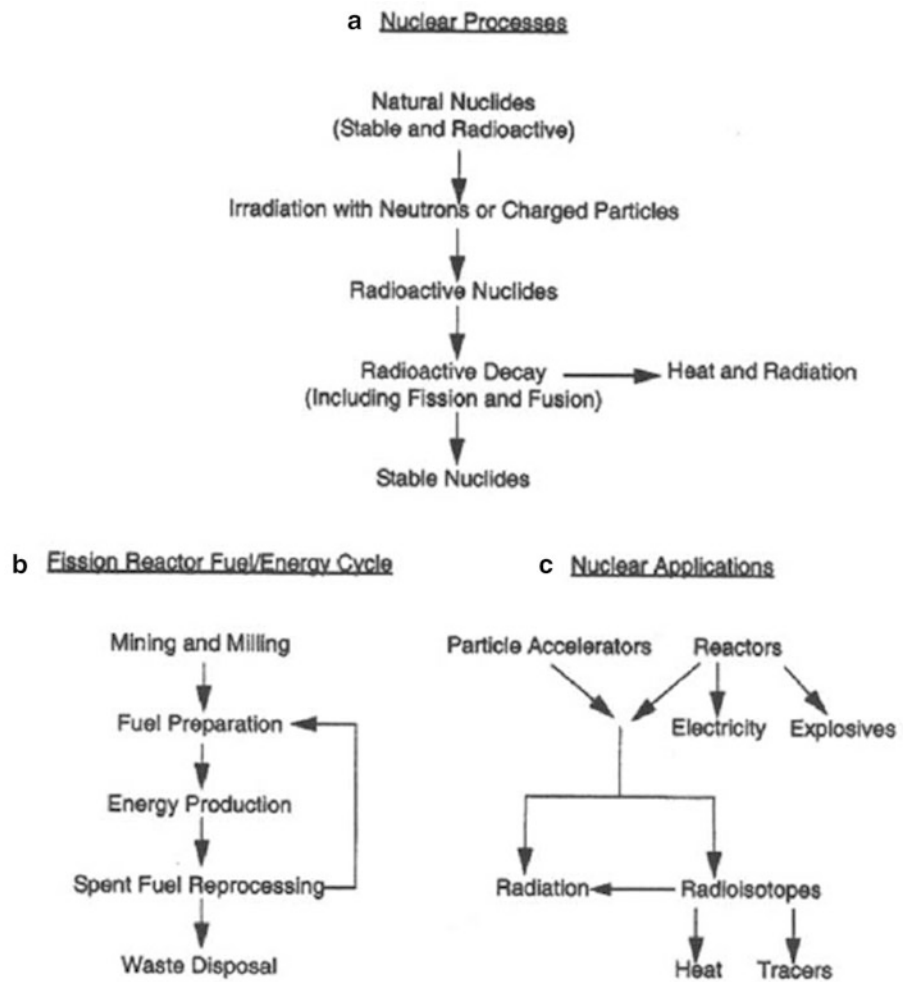 a Nuclear Processes
Natural Nuclides
(Stable and Radioactive)
Irradiation with Neutrons or Charged Particles
Radioactive Nuclides
Radioactive Decay
Heat and Radiation
(Including Fission and Fusion)
Stable Nuclides
b Fission Reactor Fuel/Energy Cycle
Mining and Milling
Fuel Preparation
Energy Production
Spent Fuel Reprocessing
Waste Disposal
c Nuclear Applications
Particle Accelerators
Reactors
Electricity
Explosives
Radiation
Radioisotopes
Heat
Tracers